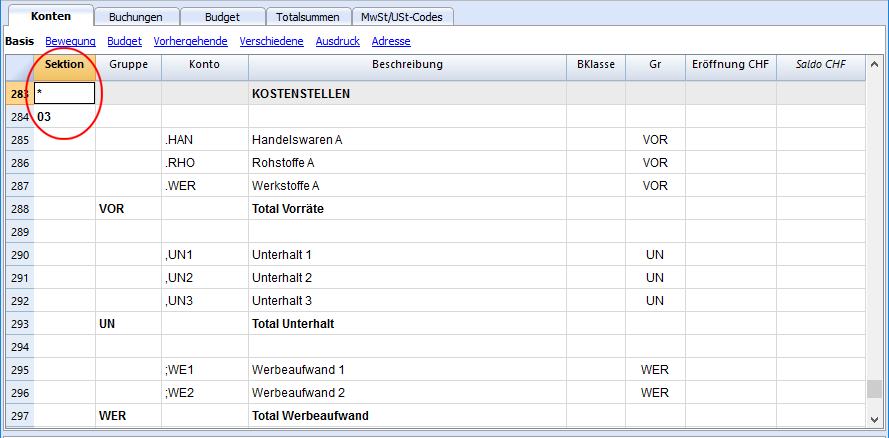 Konten Buchungen Budget Totalsummen MwSt/USt-Codes
Basis Bewegung Budget Vorhergehende Verschiedene Ausdruck Adresse
Sektion Gruppe Konto Beschreibung BKlasse Gr Eröffnung CHF Saldo CHF
283 * KOSTENSTELLEN
284 03
285 .HAN Handelswaren A VOR
286 .RHO Rohstoffe A VOR
287 .WER Werkstoffe A VOR
288 VOR Total Vorräte
289
290 ,UN1 Unterhalt 1 UN
291 ,UN2 Unterhalt 2 UN
292 ,UN3 Unterhalt 3 UN
293 UN Total Unterhalt
294
295 ;WE1 Werbeaufwand 1 WER
296 ;WE2 Werbeaufwand 2 WER
297 WER Total Werbeaufwand